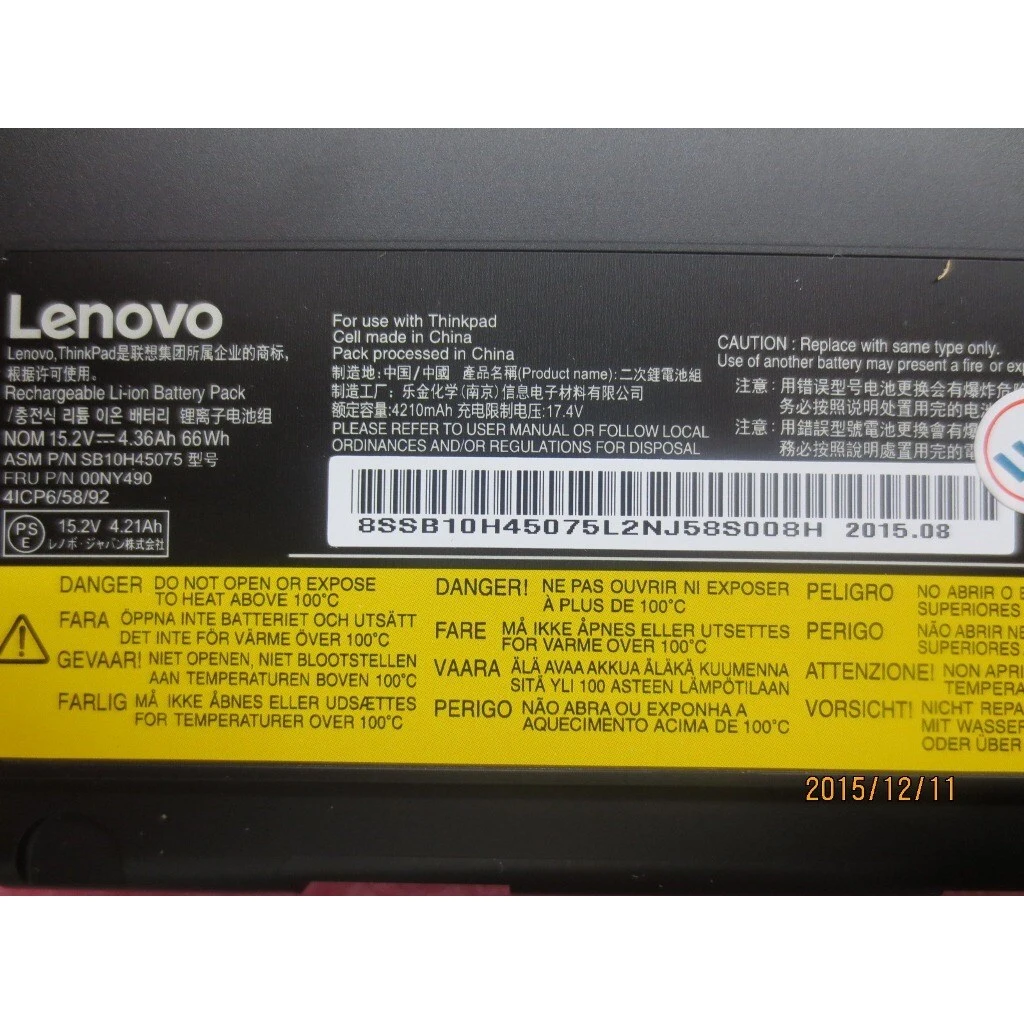 Lenovo
Lenovo,ThinkPad是联想集团所属企业的商标，
根据许可使用。
Rechargeable Li-ion Battery Pack
/충전식 리튬 이온 배터리 锂离子电池组
NOM 15.2V⎓4.36Ah 66Wh
ASM P/N SB10H45075 型号
FRU P/N 00NY490
4ICP6/58/92
PS E
15.2V 4.21Ah
レノボ・ジャパン株式会社
For use with Thinkpad
Cell made in China
Pack processed in China
制造地: 中国/中國 產品名稱(Product name): 二次鋰電池組
制造工厂: 乐金化学(南京)信息电子材料有限公司
额定容量:4210mAh 充电限制电压:17.4V
PLEASE REFER TO USER MANUAL OR FOLLOW LOCAL
ORDINANCES AND/OR REGULATIONS FOR DISPOSAL
CAUTION : Replace with same type only.
Use of another battery may present a fire or
注意: 用错误型号电池更换会有爆炸危
务必按照说明处置用完的电
注意: 用錯誤型號電池更換會有爆
務必按照說明處置用完的電
8SSB10H45075L2NJ58S008H 2015.08
DANGER DO NOT OPEN OR EXPOSE
TO HEAT ABOVE 100°C
FARA ÖPPNA INTE BATTERIET OCH UTSÄTT
DET INTE FÖR VÄRME ÖVER 100°C
GEVAAR! NIET OPENEN, NIET BLOOTSTELLEN
AAN TEMPERATUREN BOVEN 100°C
FARLIG MÅ IKKE ÅBNES ELLER UDSÆTTES
FOR TEMPERATURER OVER 100°C
DANGER! NE PAS OUVRIR NI EXPOSER
À PLUS DE 100°C
FARE MÅ IKKE ÅPNES ELLER UTSETTES
FOR VARME OVER 100°C
VAARA ÄLÄ AVAA AKKUA ÄLÄKÄ KUUMENNA
SITÄ YLI 100 ASTEEN LÄMPÖTILAAN
PERIGO NÃO ABRA OU EXPONHA A
AQUECIMENTO ACIMA DE 100°C
PELIGRO NO ABRIR O
SUPERIORES
PERIGO NÃO ABRIR
SUPERIORES
ATTENZIONE! NON
TEMPERA
VORSICHT! NICHT
MIT WASSER
ODER ÜBER
2015/12/11